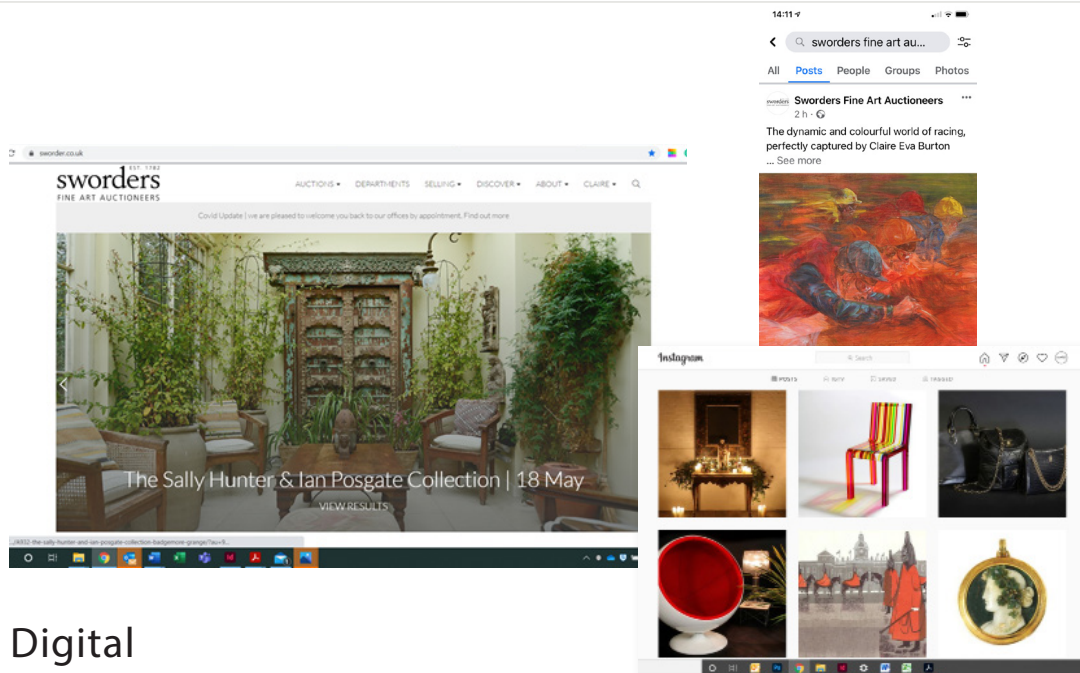 14:11
sworders fine art au...
All Posts People Groups Photos
sworders
Sworders Fine Art Auctioneers
2 h ·
The dynamic and colourful world of racing,
perfectly captured by Claire Eva Burton
... See more
sworder.co.uk
EST. 1782
sworders
FINE ART AUCTIONEERS
AUCTIONS DEPARTMENTS SELLING DISCOVER ABOUT CLAIRE
Covid Update | we are pleased to welcome you back to our offices by appointment. Find out more
The Sally Hunter & Ian Posgate Collection | 18 May
VIEW RESULTS
Instagram
Search
POSTS SAVED TAGGED
Digital